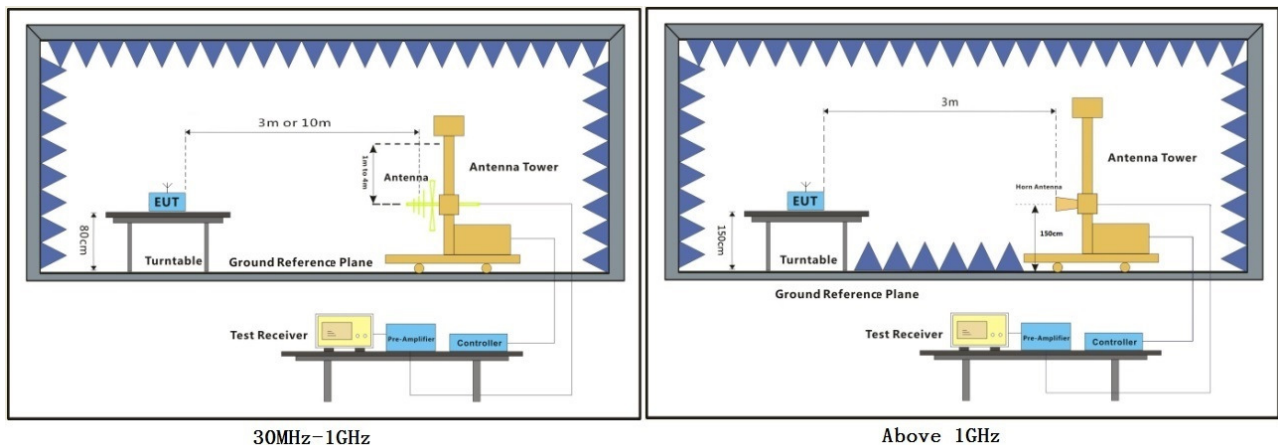 3m or 10m
1m to 4m
Antenna
Antenna Tower
EUT
80cm
Turntable
Ground Reference Plane
Test Receiver
Pre-Amplifier
Controller
30MHz-1GHz
3m
Antenna Tower
Horn Antenna
EUT
150cm
150cm
Turntable
Ground Reference Plane
Test Receiver
Pre-Amplifier
Controller
Above 1GHz